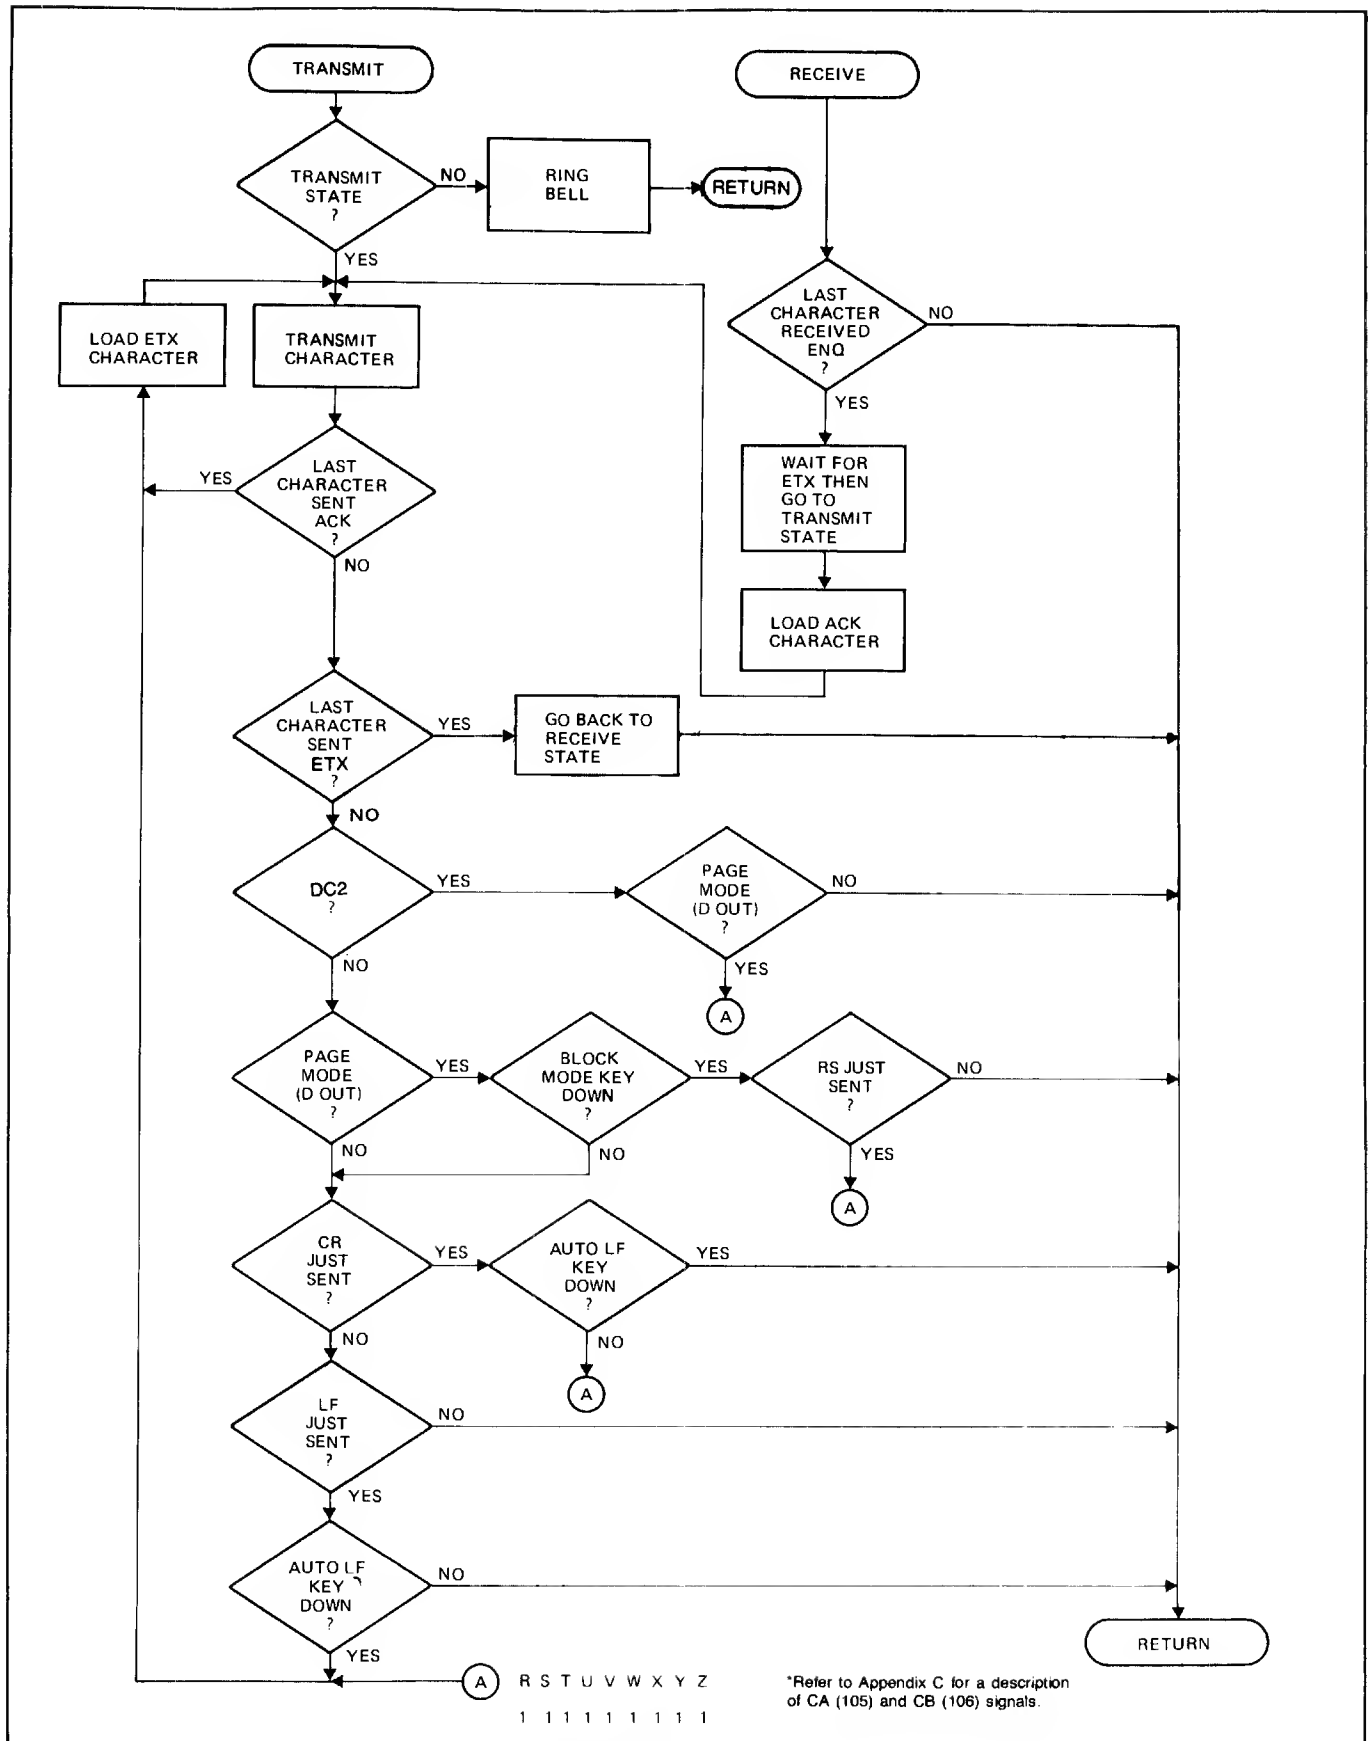 TRANSMIT
RECEIVE
TRANSMIT
STATE
?
NO
RING
BELL
RETURN
YES
LAST
CHARACTER
RECEIVED
ENQ
?
NO
YES
LOAD ETX
CHARACTER
TRANSMIT
CHARACTER
YES
LAST
CHARACTER
SENT
ACK
?
NO
WAIT FOR
ETX THEN
GO TO
TRANSMIT
STATE
LOAD ACK
CHARACTER
LAST
CHARACTER
SENT
ETX
?
YES
GO BACK TO
RECEIVE
STATE
NO
DC2
?
YES
PAGE
MODE
(D OUT)
?
NO
YES
A
NO
PAGE
MODE
(D OUT)
?
YES
BLOCK
MODE KEY
DOWN
?
YES
RS JUST
SENT
?
NO
NO
NO
YES
A
CR
JUST
SENT
?
YES
AUTO LF
KEY
DOWN
?
YES
NO
NO
A
LF
JUST
SENT
?
NO
YES
AUTO LF
KEY
DOWN
?
NO
YES
RETURN
A R S T U V W X Y Z
1 1 1 1 1 1 1 1 1
*Refer to Appendix C for a description
of CA (105) and CB (106) signals.